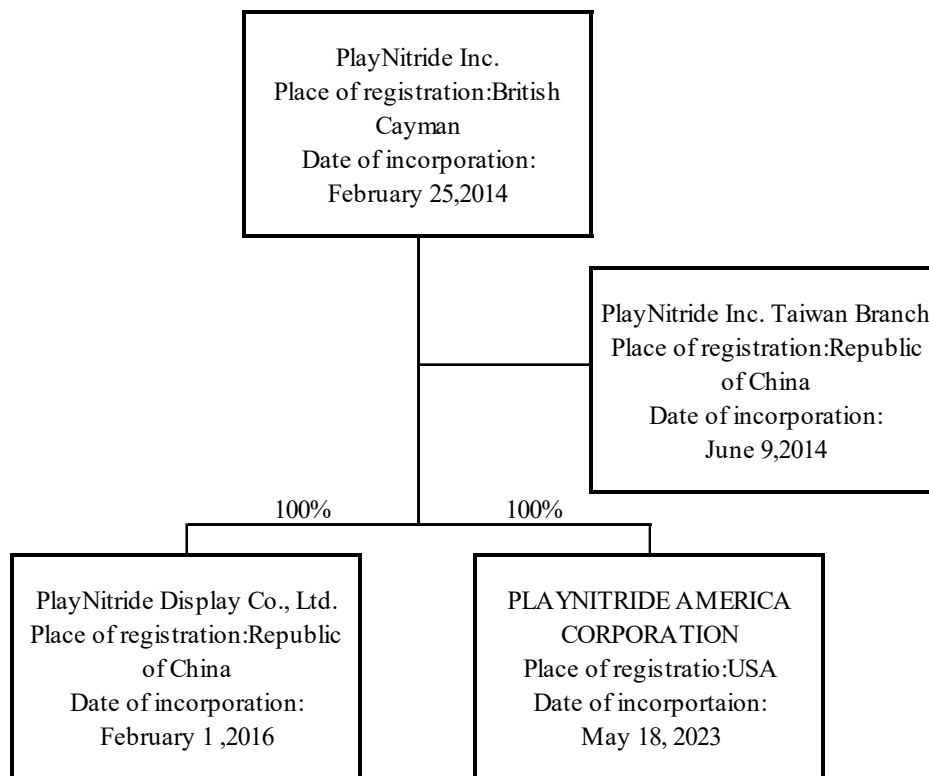 PlayNitride Inc.
Place of registration:British
Cayman
Date of incorporation:
February 25,2014
PlayNitride Inc. Taiwan Branch
Place of registration:Republic
of China
Date of incorporation:
June 9,2014
100%
100%
PlayNitride Display Co., Ltd.
Place of registration:Republic
of China
Date of incorporation:
February 1 ,2016
PLAYNITRIDE AMERICA
CORPORATION
Place of registratio:USA
Date of incorportaion:
May 18, 2023